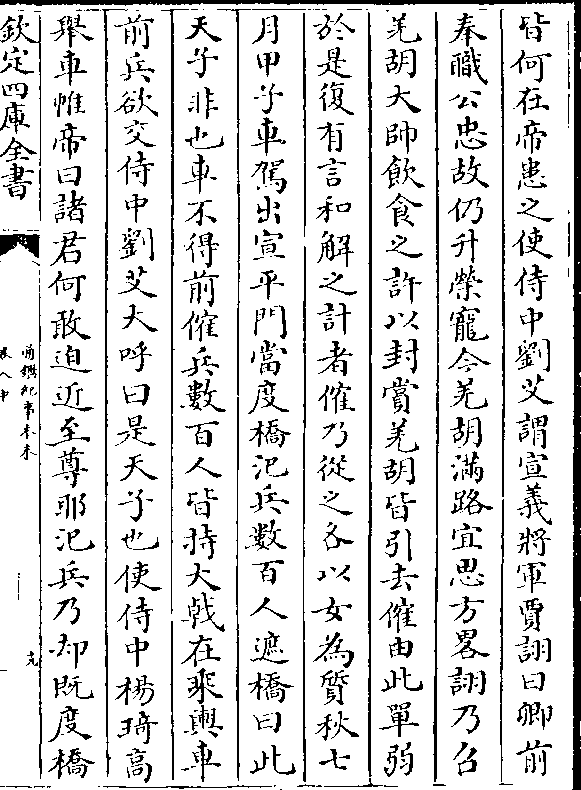 皆何在帝患之使侍中劉艾謂宣義將軍賈詡曰卿前
奉職公忠故仍升榮寵今羌胡滿路宜思方畧詡乃召
羌胡大帥飲食之許以封賞羌胡皆引去傕由此單弱
於是復有言和解之計者傕乃從之各以女為質秋七
月甲子車駕出宣平門當度橋汜兵數百人遮橋曰此
天子非也車不得前傕兵數百人皆持大戟在乘輿車
前兵欲交侍中劉艾大呼曰是天子也使侍中楊琦高
舉車帷帝曰諸君何敢迫近至尊耶汜兵乃却既度橋
欽定四庫全書
通鑑紀事本末
卷八中